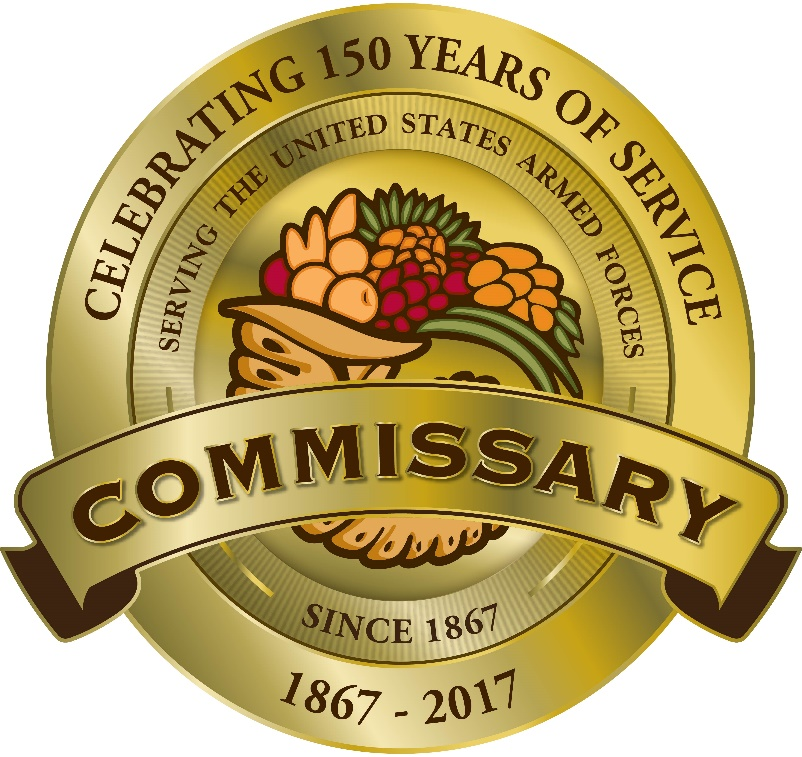 CELEBRATING 150 YEARS OF SERVICE
SERVING THE UNITED STATES ARMED FORCES
COMMISSARY
SINCE 1867
1867 - 2017